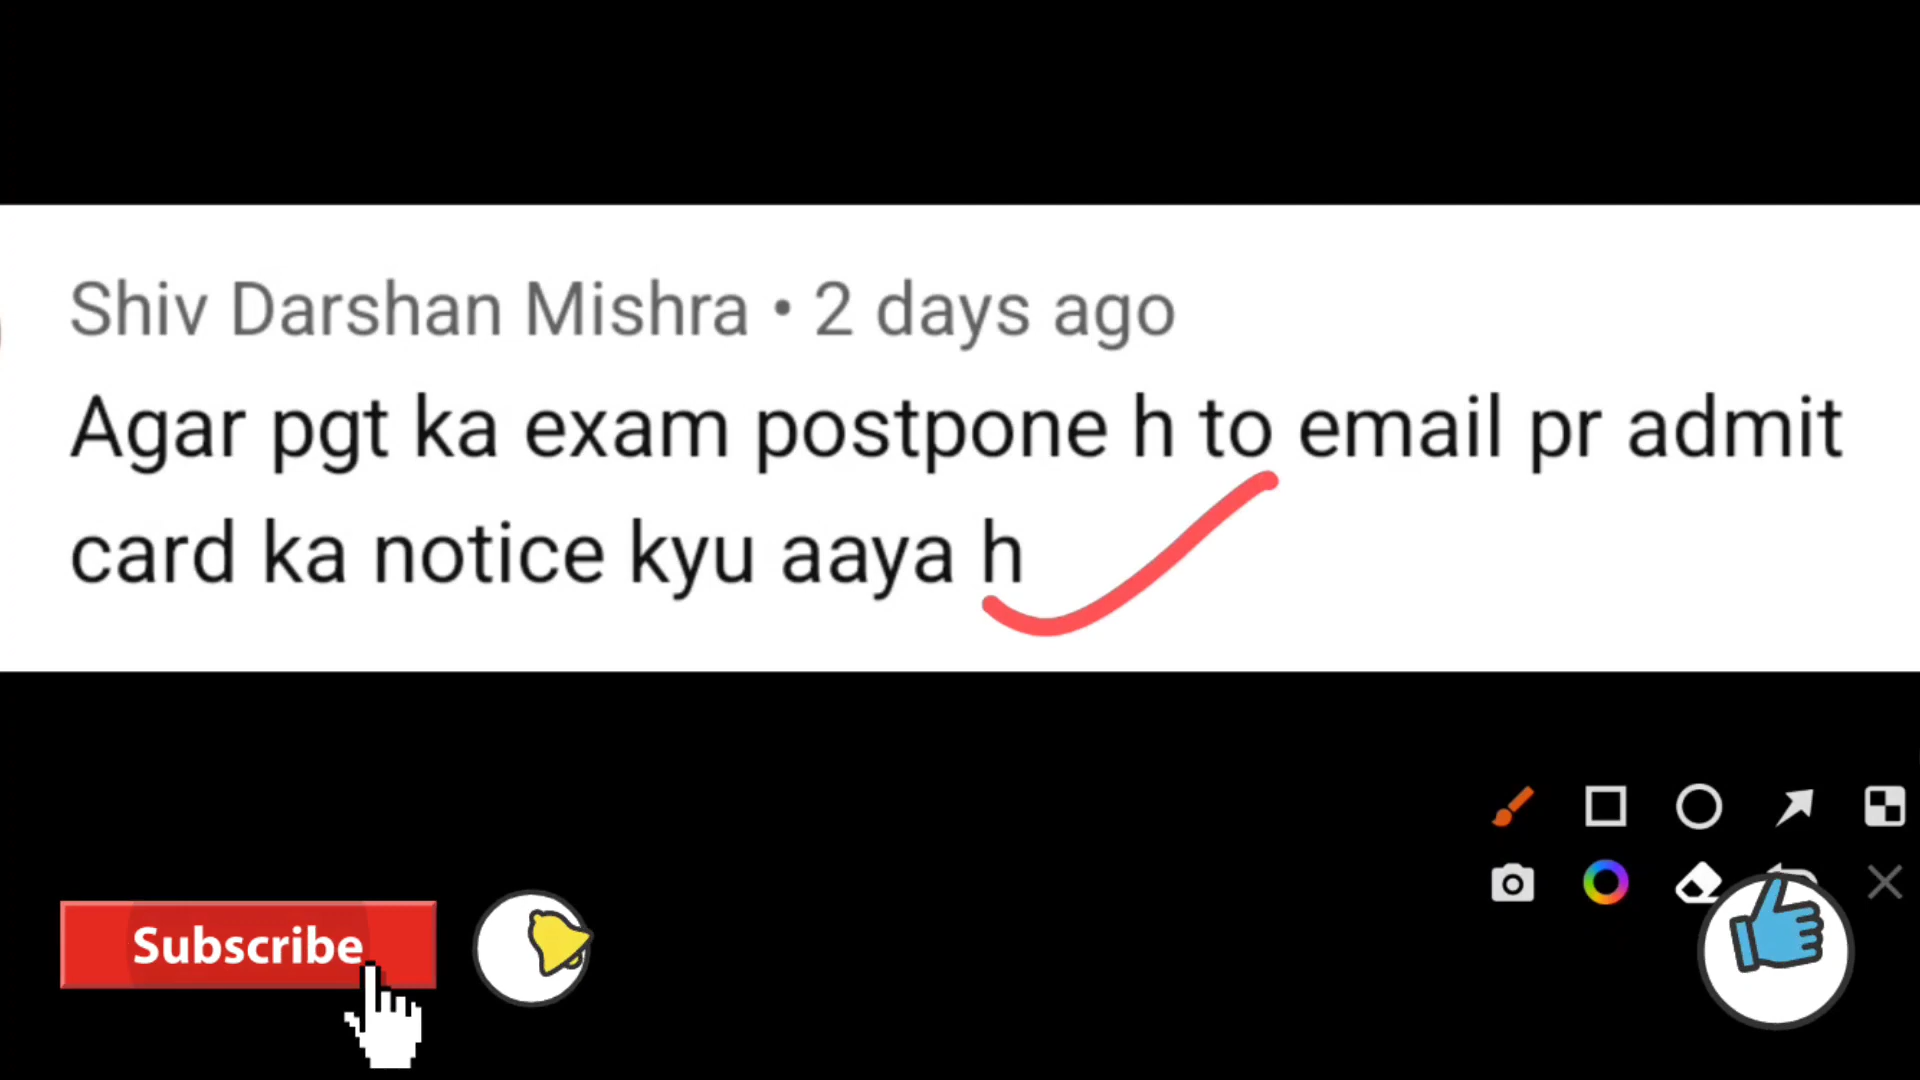 Shiv Darshan Mishra • 2 days ago
Agar pgt ka exam postpone h to email pr admit
card ka notice kyu aaya h
Subscribe